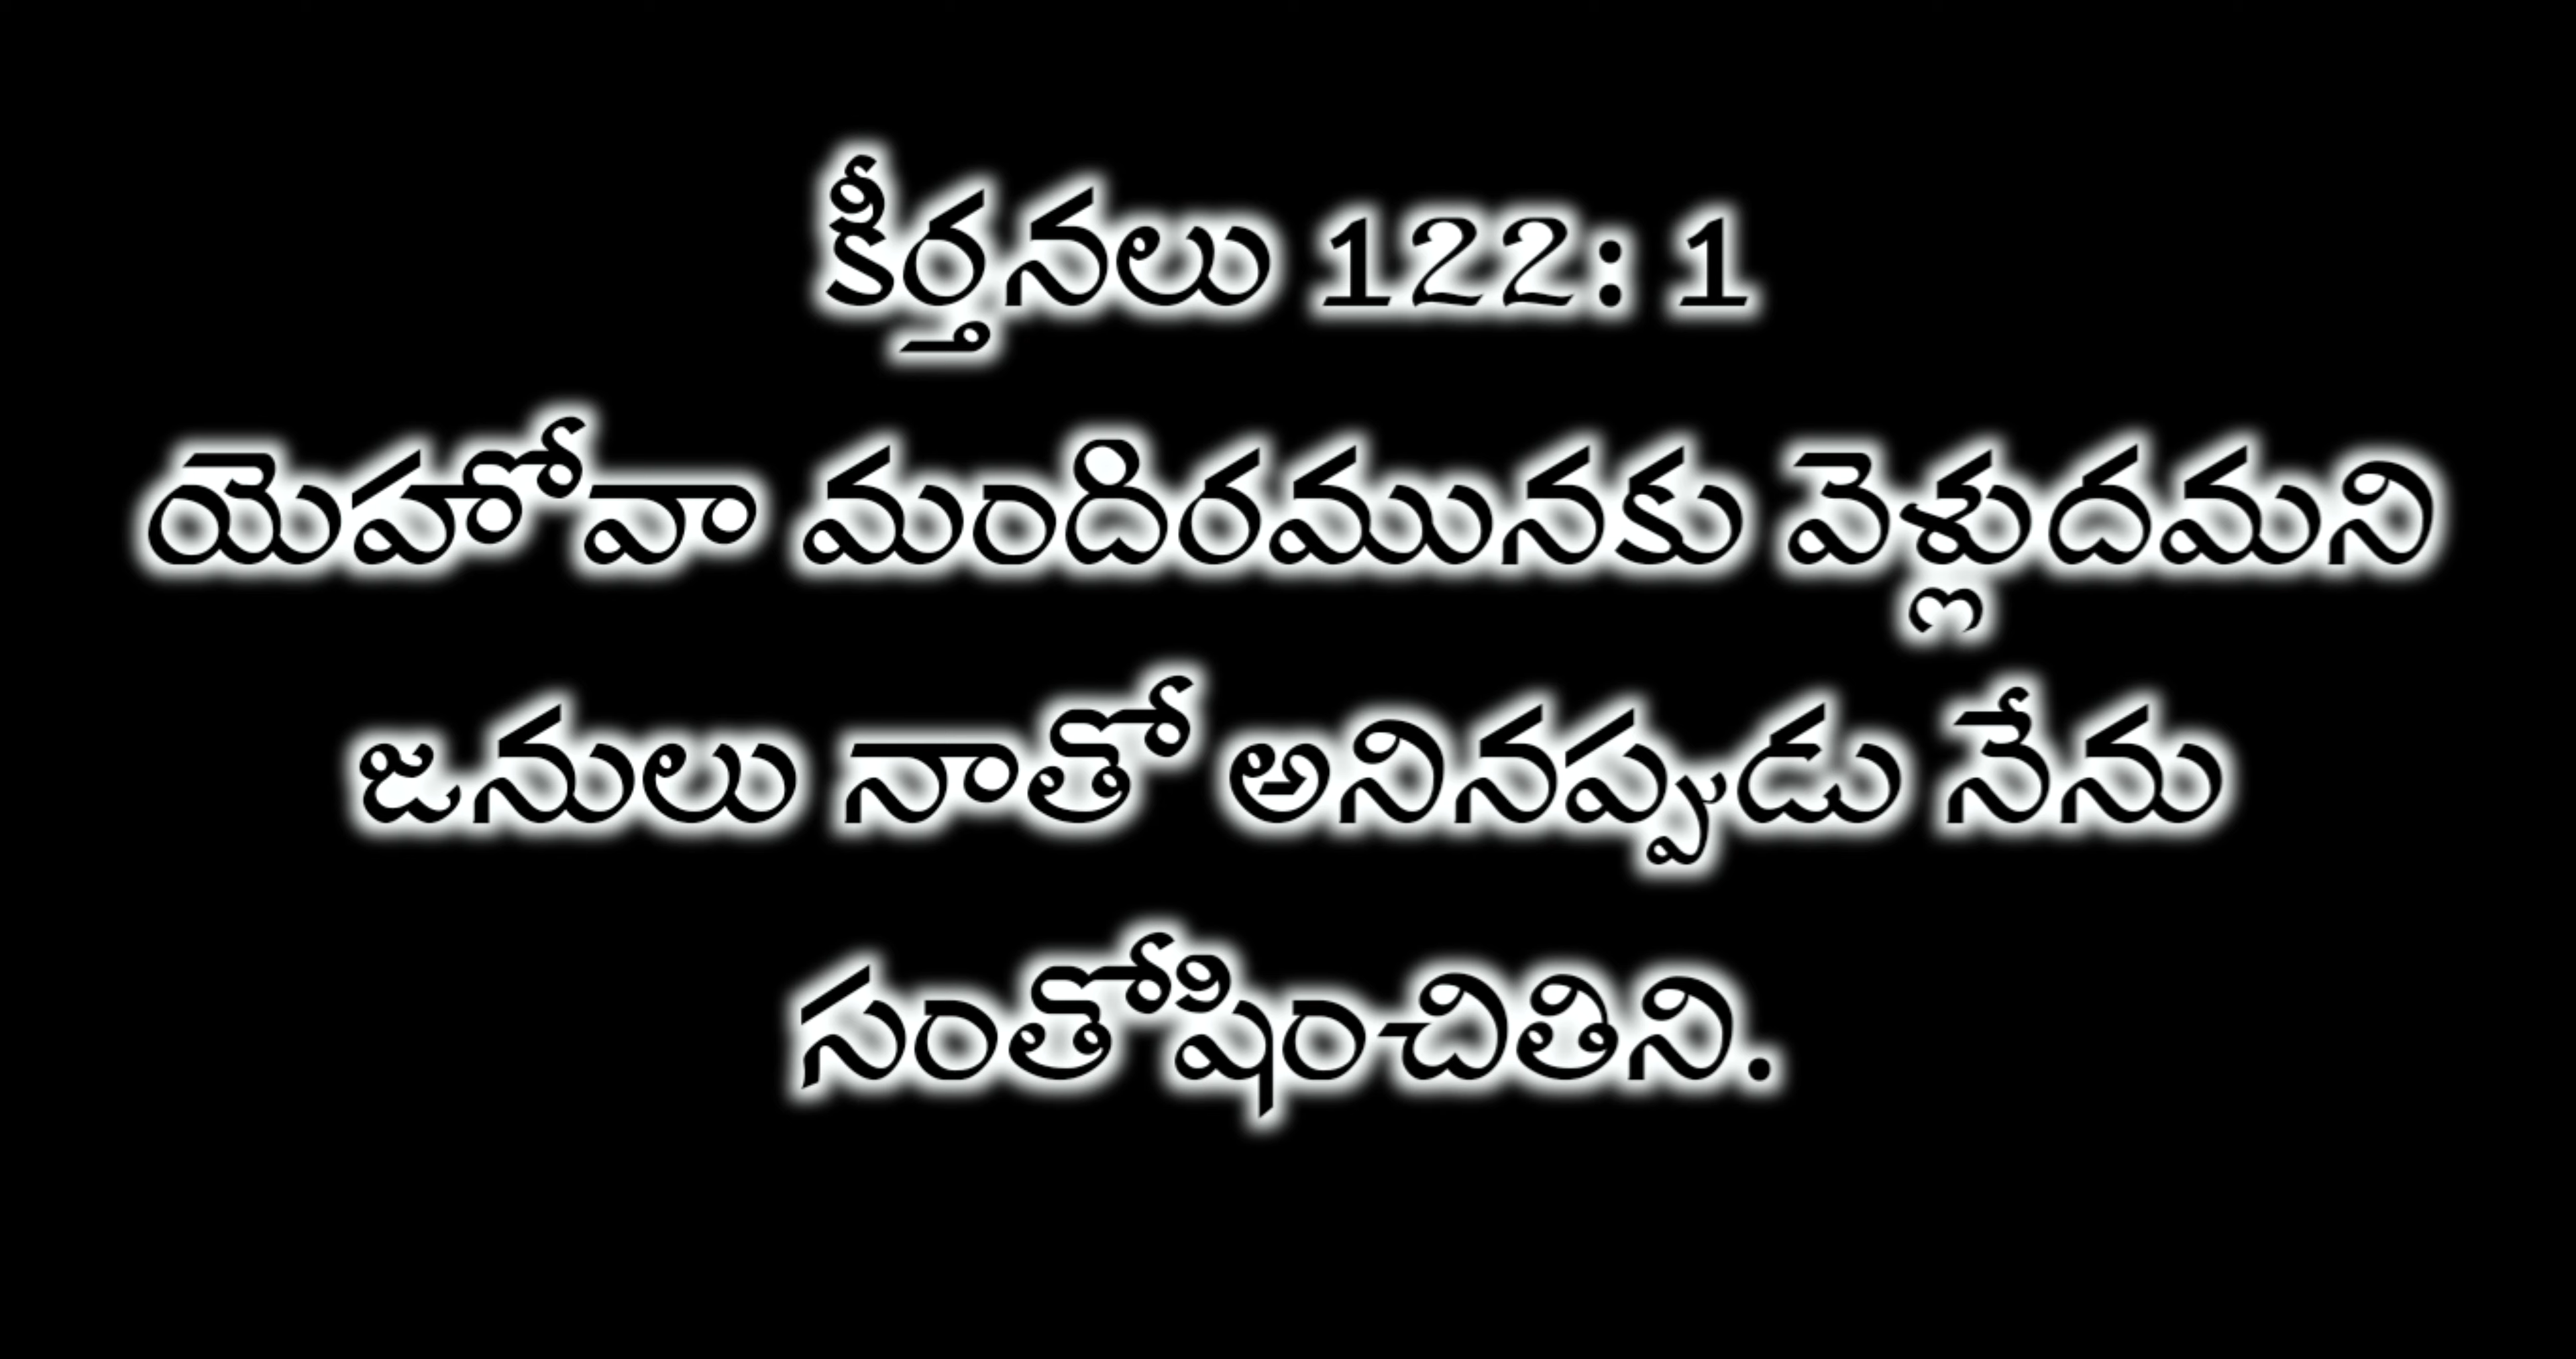 కీర్తనలు 122: 1
యెహోవా మందిరమునకు వెళ్లుదమని
జనులు నాతో అనినప్పుడు నేను
సంతోషించితిని.